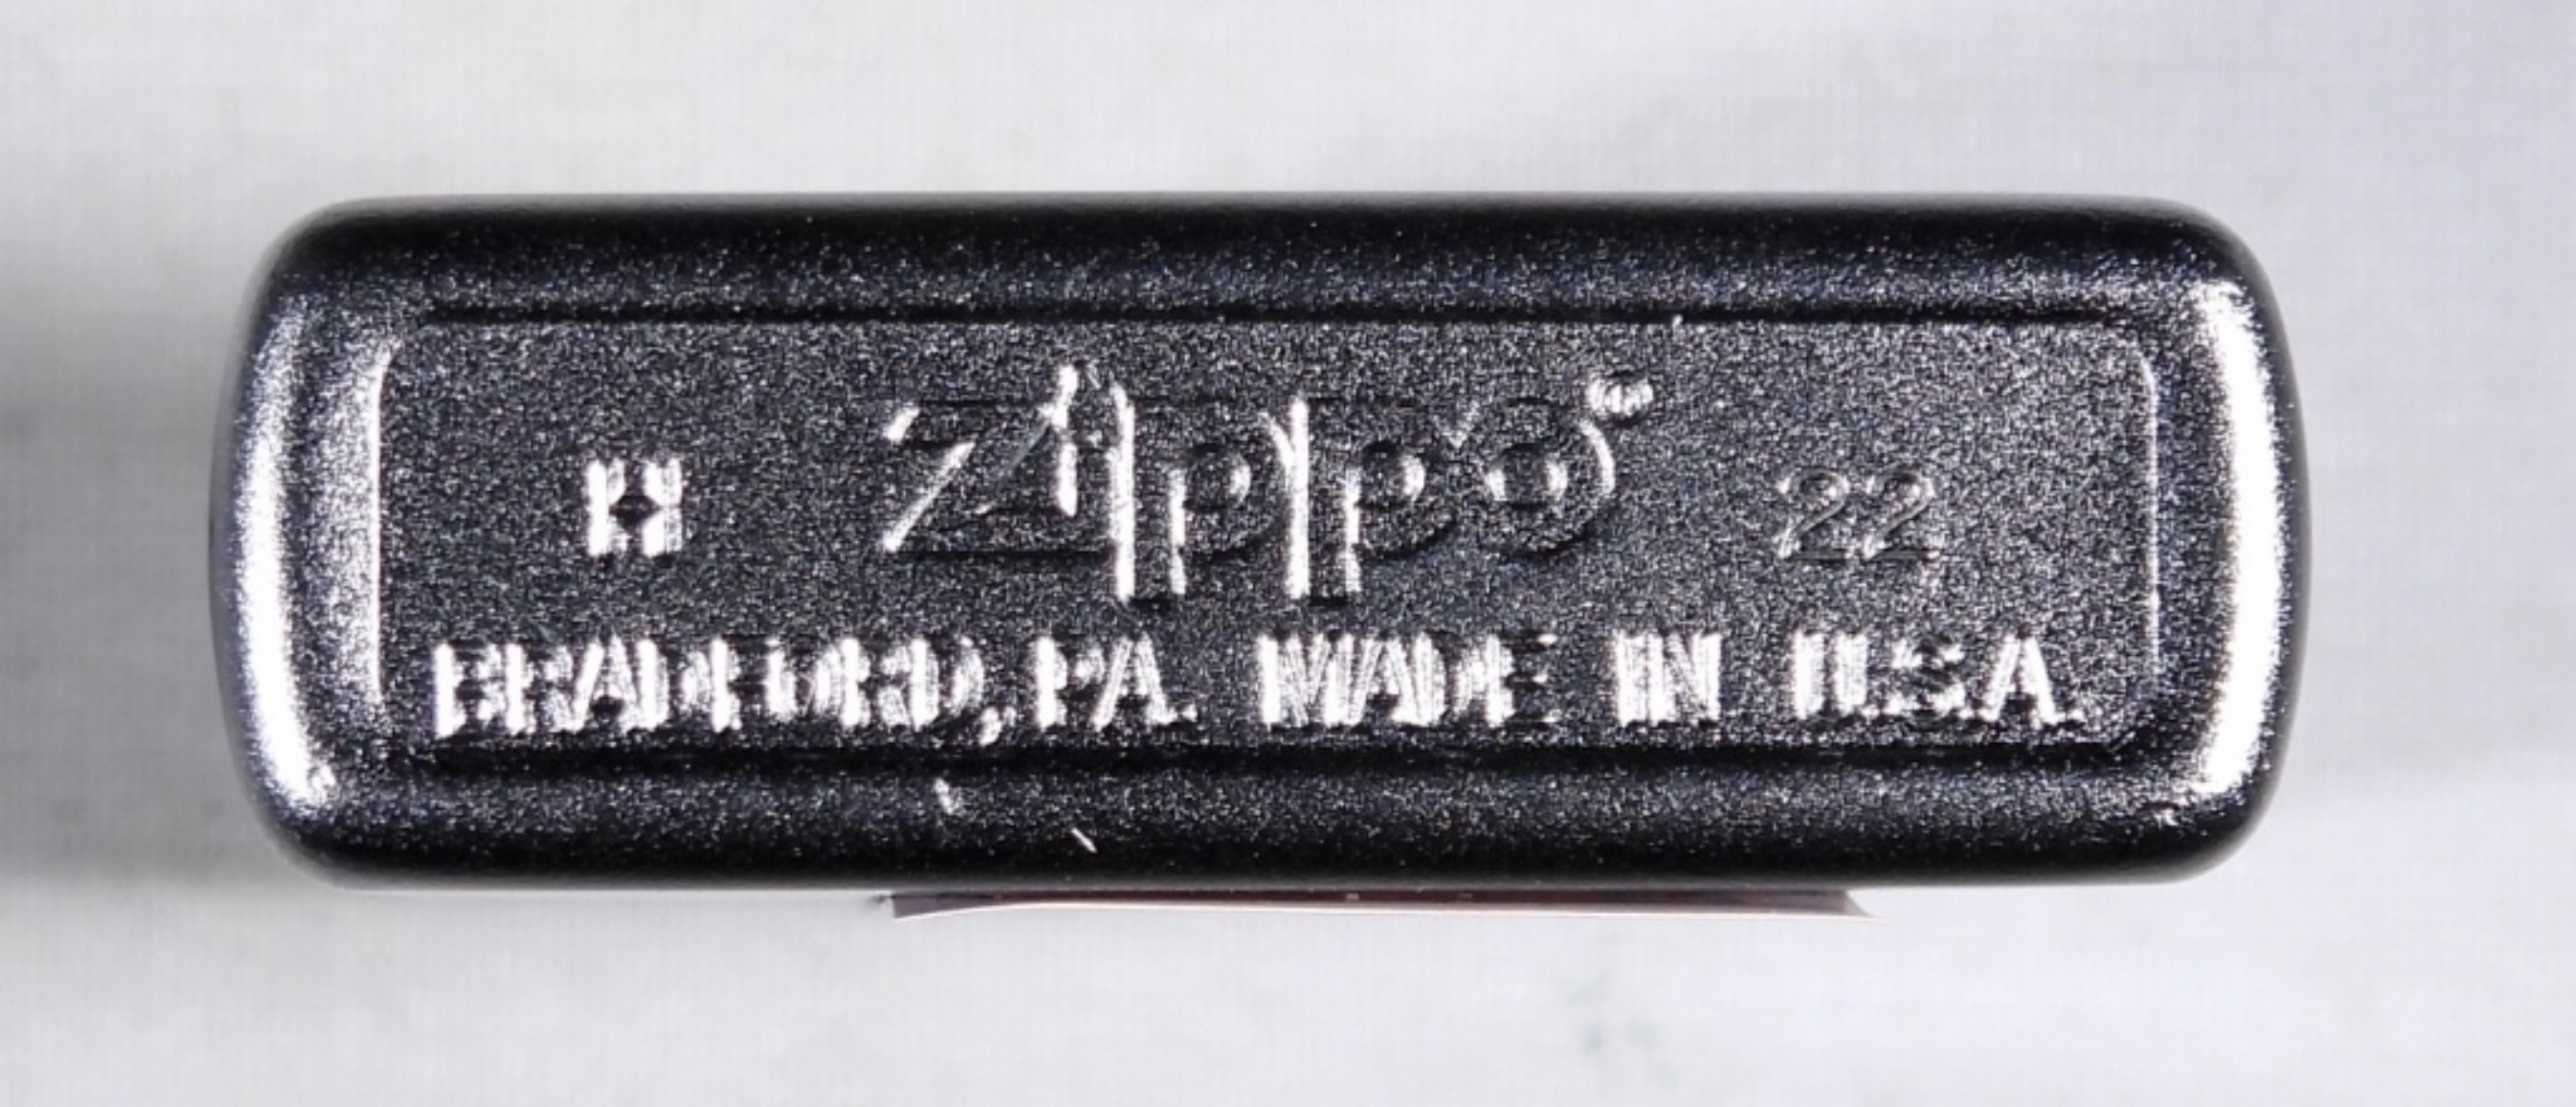 H Zippo® 22
BRADFORD, PA. MADE IN U.S.A.